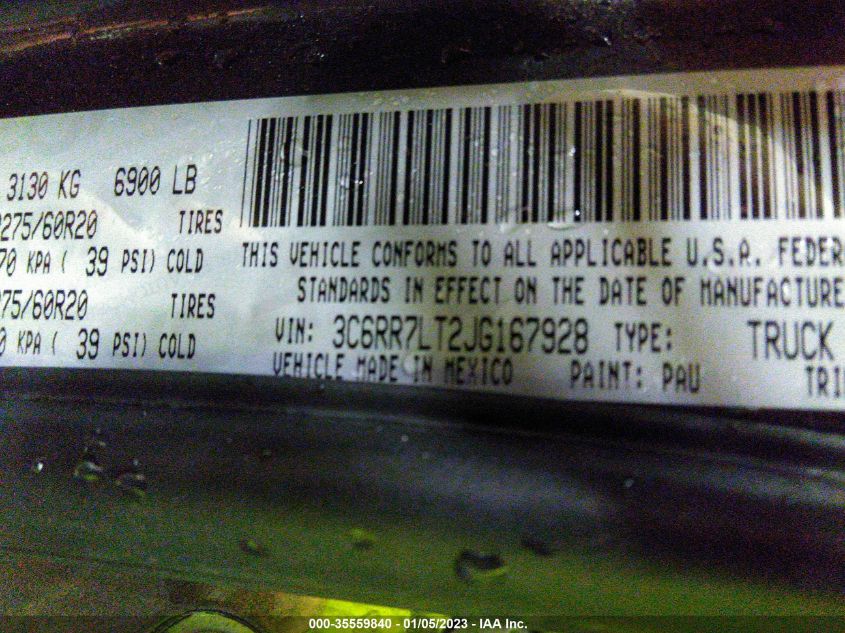 3130 KG 6900 LB
275/60R20 TIRES
70 KPA ( 39 PSI) COLD
275/60R20 TIRES
0 KPA ( 39 PSI) COLD
THIS VEHICLE CONFORMS TO ALL APPLICABLE U.S.A. FEDER
STANDARDS IN EFFECT ON THE DATE OF MANUFACTURE
VIN: 3C6RR7LT2JG167928 TYPE: TRUCK
VEHICLE MADE IN MEXICO PAINT: PAU TRI
000-35559840 - 01/05/2023 - IAA Inc.